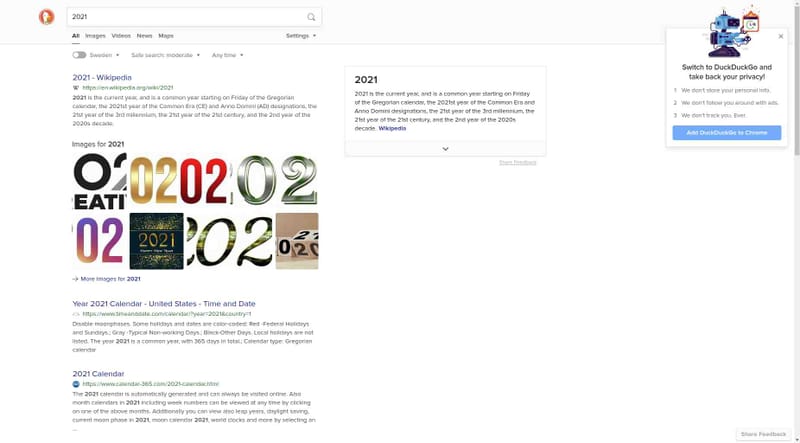 2021
All Images Videos News Maps Settings
Sweden Safe search: moderate Any time
2021 - Wikipedia
https://en.wikipedia.org/wiki/2021
2021 is the current year, and is a common year starting on Friday of the
Gregorian calendar, the 2021st year of the Common Era (CE) and Anno Domini (AD) designations, the
21st year of the 3rd millennium, the 21st year of the 21st century, and the 2nd year of the
2020s decade.
Images for 2021
02
EATI
02
02
202
02
2021
HAPPY NEW YEAR
202
2021
020
More Images for 2021
Year 2021 Calendar - United States - Time and Date
https://www.timeanddate.com/calendar/?year=2021&country=1
Disable moonphases. Some holidays and dates are color-coded: Red -Federal Holidays
and Sundays.; Gray -Typical Non-working Days.; Black-Other Days. Local holidays are not
listed. The year 2021 is a common year, with 365 days in total.; Calendar type: Gregorian
calendar
2021 Calendar
https://www.calendar-365.com/2021-calendar.html
The 2021 calendar is automatically generated and can always be visited online. Also
month calendars in 2021 including week numbers can be viewed at any time by clicking
on one of the above months. Additionally you can view also leap years, daylight saving,
current moon phase in 2021, moon calendar 2021, world clocks and more by selecting an
...
2021
2021 is the current year, and is a common year starting on Friday
of the Gregorian calendar, the 2021st year of the Common Era and
Anno Domini designations, the 21st year of the 3rd millennium, the
21st year of the 21st century, and the 2nd year of the 2020s
decade. Wikipedia
Share Feedback
Switch to DuckDuckGo and
take back your privacy!
1 We don't store your personal info.
2 We don't follow you around with ads.
3 We don't track you. Ever.
Add DuckDuckGo to Chrome
Share Feedback